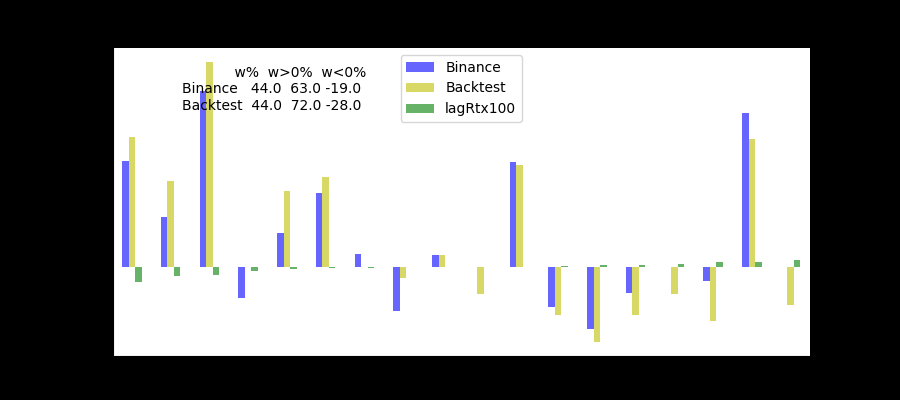 w% w>0% w<0%
Binance 44.0 63.0 -19.0
Backtest 44.0 72.0 -28.0
Binance
Backtest
lagRtx100